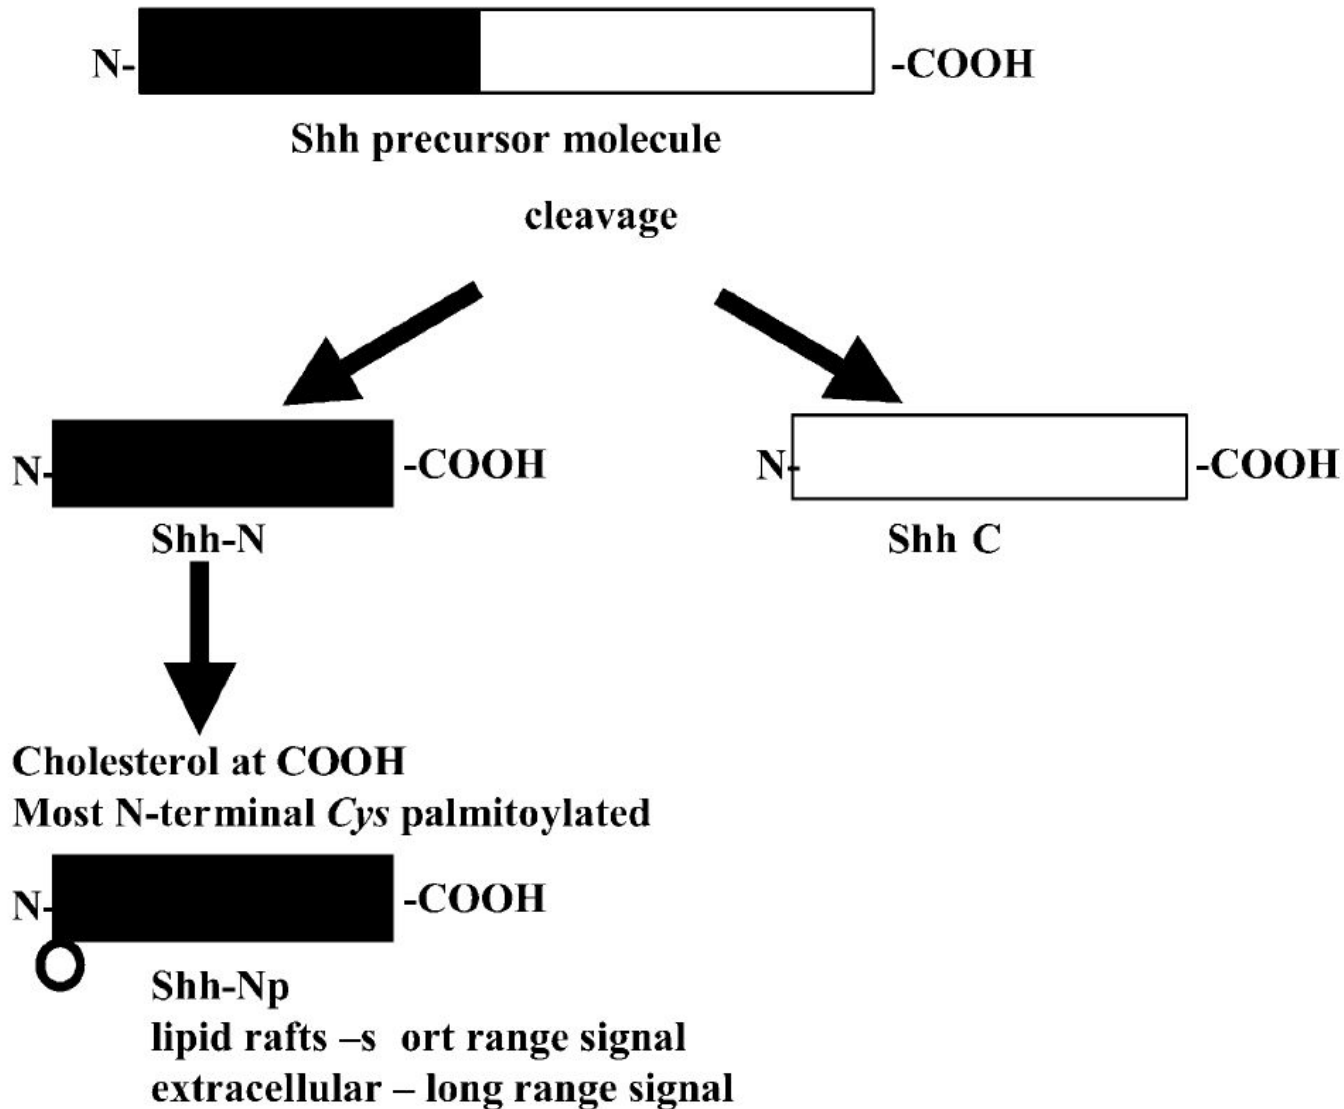 N- -COOH
Shh precursor molecule
cleavage
N- -COOH N- -COOH
Shh-N Shh C
Cholesterol at COOH
Most N-terminal Cys palmitoylated
N- -COOH
Shh-Np
lipid rafts –s ort range signal
extracellular – long range signal